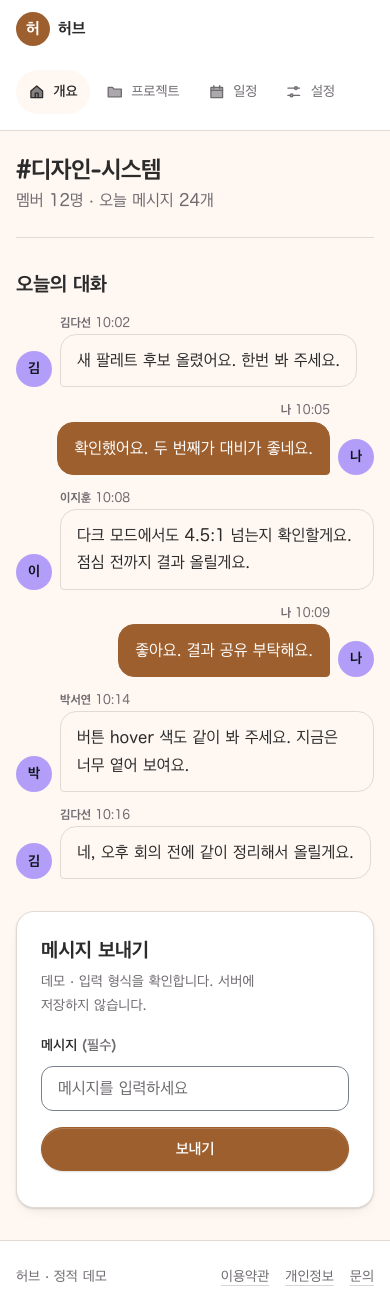 허 허브
개요 프로젝트 일정 설정
#디자인-시스템
멤버 12명 · 오늘 메시지 24개
오늘의 대화
김다선 10:02
김
새 팔레트 후보 올렸어요. 한번 봐 주세요.
나 10:05
확인했어요. 두 번째가 대비가 좋네요.
나
이지훈 10:08
이
다크 모드에서도 4.5:1 넘는지 확인할게요.
점심 전까지 결과 올릴게요.
나 10:09
좋아요. 결과 공유 부탁해요.
나
박서연 10:14
박
버튼 hover 색도 같이 봐 주세요. 지금은
너무 옅어 보여요.
김다선 10:16
김
네, 오후 회의 전에 같이 정리해서 올릴게요.
메시지 보내기
데모 · 입력 형식을 확인합니다. 서버에
저장하지 않습니다.
메시지 (필수)
메시지를 입력하세요
보내기
허브 · 정적 데모
이용약관 개인정보 문의